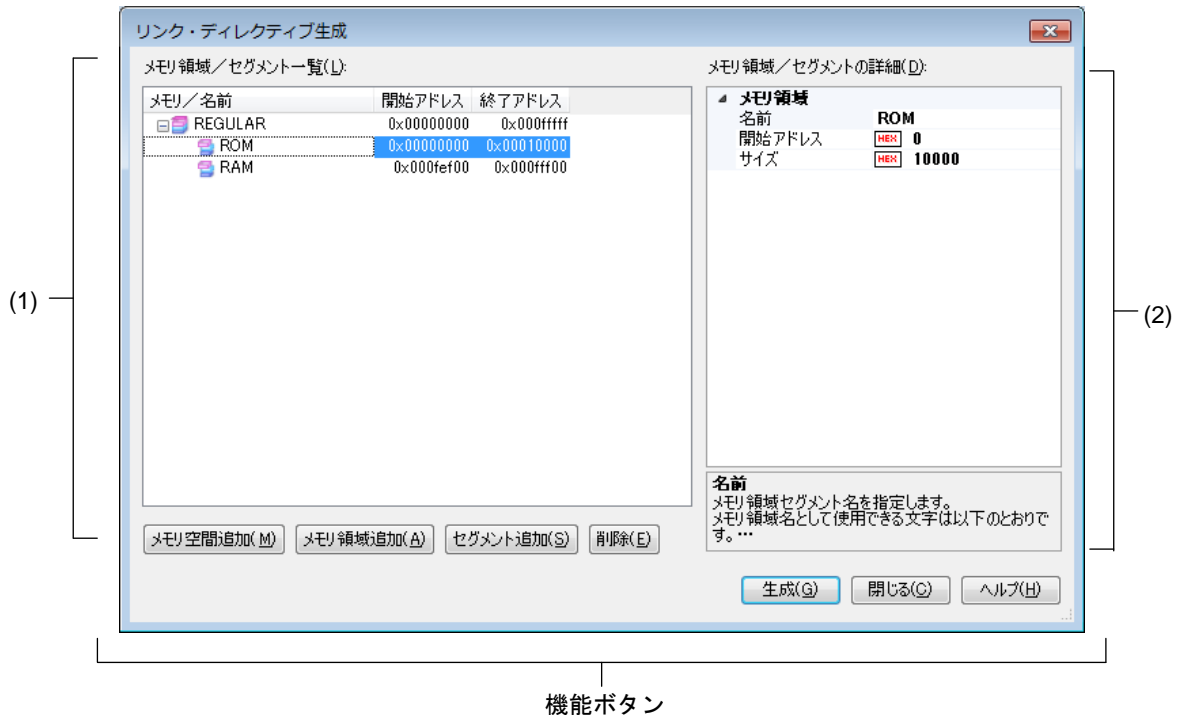 リンク・ディレクティブ生成
メモリ領域／セグメント一覧(L):
メモリ／名前 開始アドレス 終了アドレス
REGULAR 0x00000000 0x000fffff
ROM 0x00000000 0x00010000
RAM 0x000fef00 0x000fff00
メモリ空間追加(M) メモリ領域追加(A) セグメント追加(S) 削除(E)
メモリ領域／セグメントの詳細(D):
メモリ領域
名前 ROM
開始アドレス HEX 0
サイズ HEX 10000
名前
メモリ領域セグメント名を指定します。
メモリ領域名として使用できる文字は以下のとおりで
す。…
生成(G) 閉じる(C) ヘルプ(H)
(1)
(2)
機能ボタン